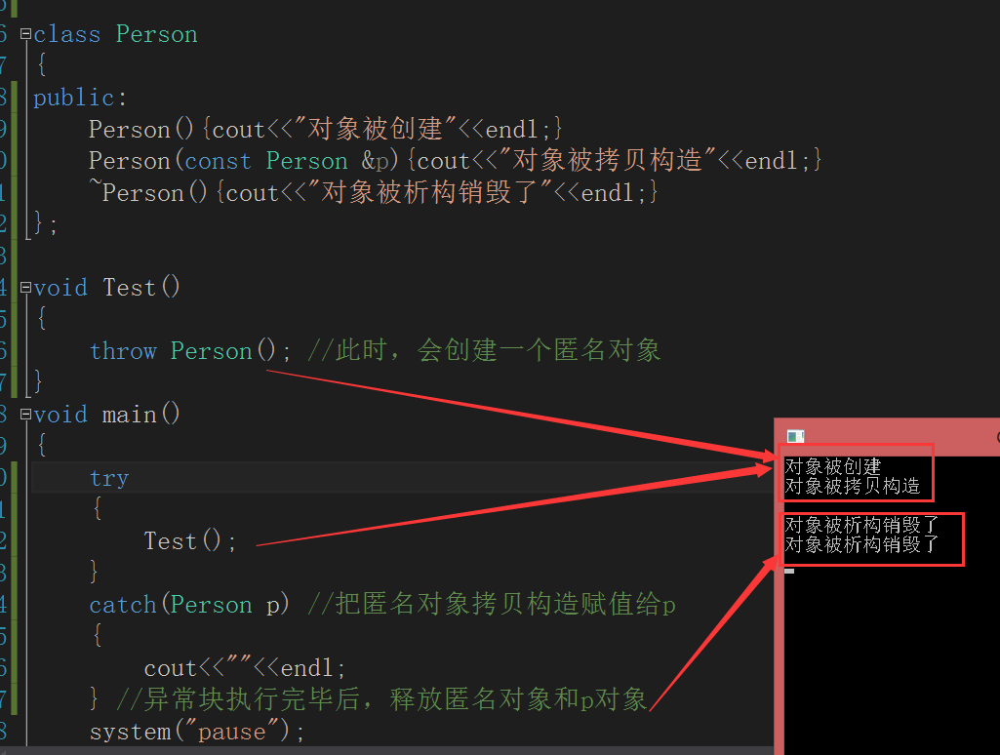 class Person
{
public:
Person(){cout<<"对象被创建"<<endl;}
Person(const Person &p){cout<<"对象被拷贝构造"<<endl;}
~Person(){cout<<"对象被析构销毁了"<<endl;}
};
void Test()
{
throw Person(); //此时，会创建一个匿名对象
}
void main()
{
try
{
Test();
}
catch(Person p) //把匿名对象拷贝构造赋值给p
{
cout<<""<<endl;
} //异常块执行完毕后，释放匿名对象和p对象
system("pause");
对象被创建
对象被拷贝构造
对象被析构销毁了
对象被析构销毁了